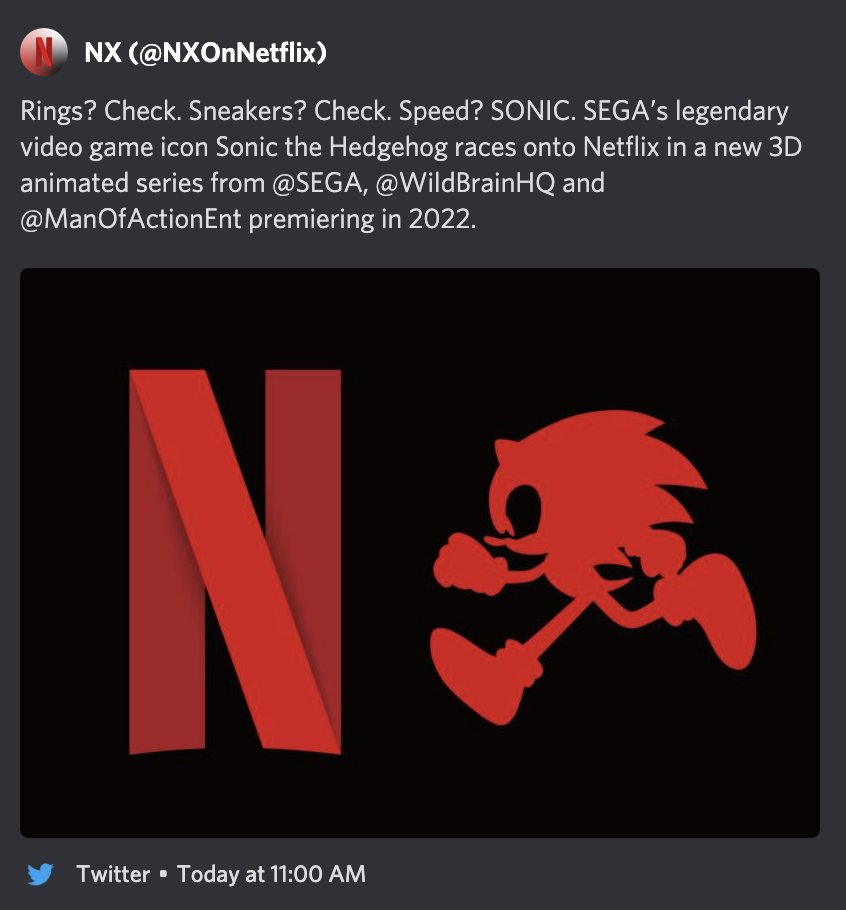 NX (@NXOnNetflix)
Rings? Check. Sneakers? Check. Speed? SONIC. SEGA’s legendary
video game icon Sonic the Hedgehog races onto Netflix in a new 3D
animated series from @SEGA, @WildBrainHQ and
@ManOfActionEnt premiering in 2022.
N
Twitter • Today at 11:00 AM